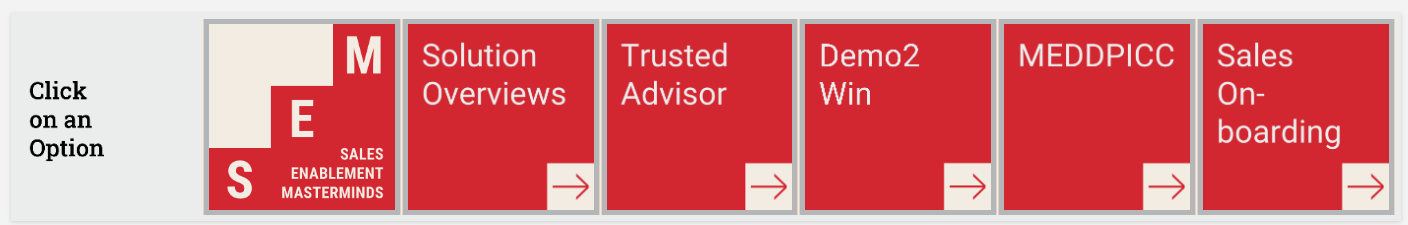 Click
on an
Option
M
E
S
SALES
ENABLEMENT
MASTERMINDS
Solution
Overviews
Trusted
Advisor
Demo2
Win
MEDDPICC
Sales
On-
boarding